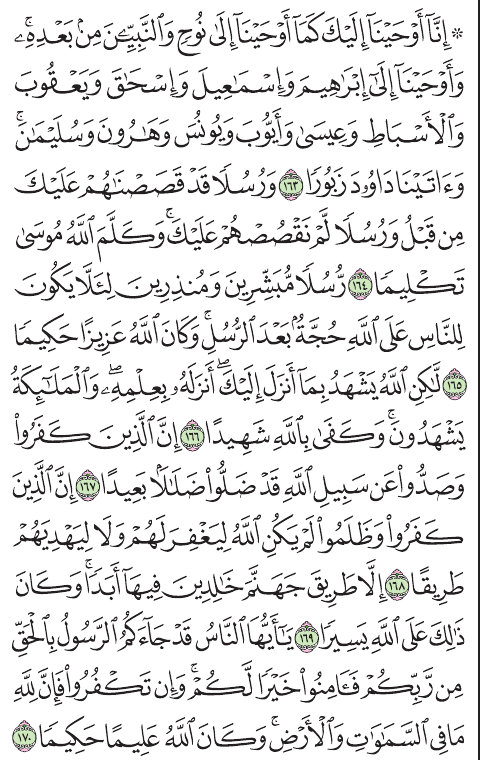 ۞ إِنَّآ أَوْحَيْنَآ إِلَيْكَ كَمَآ أَوْحَيْنَآ إِلَىٰ نُوحٍ وَٱلنَّبِيِّـۧنَ مِنۢ بَعْدِهِۦۚ
وَأَوْحَيْنَآ إِلَىٰٓ إِبْرَٰهِيمَ وَإِسْمَٰعِيلَ وَإِسْحَٰقَ وَيَعْقُوبَ
وَٱلْأَسْبَاطِ وَعِيسَىٰ وَأَيُّوبَ وَيُونُسَ وَهَٰرُونَ وَسُلَيْمَٰنَۚ
وَءَاتَيْنَا دَاوُۥدَ زَبُورًا ١٦٣ وَرُسُلًا قَدْ قَصَصْنَٰهُمْ عَلَيْكَ
مِن قَبْلُ وَرُسُلًا لَّمْ نَقْصُصْهُمْ عَلَيْكَۚ وَكَلَّمَ ٱللَّهُ مُوسَىٰ
تَكْلِيمًا ١٦٤ رُّسُلًا مُّبَشِّرِينَ وَمُنذِرِينَ لِئَلَّا يَكُونَ
لِلنَّاسِ عَلَى ٱللَّهِ حُجَّةٌۢ بَعْدَ ٱلرُّسُلِۚ وَكَانَ ٱللَّهُ عَزِيزًا حَكِيمًا
١٦٥ لَّٰكِنِ ٱللَّهُ يَشْهَدُ بِمَآ أَنزَلَ إِلَيْكَۖ أَنزَلَهُۥ بِعِلْمِهِۦۖ وَٱلْمَلَٰٓئِكَةُ
يَشْهَدُونَۚ وَكَفَىٰ بِٱللَّهِ شَهِيدًا ١٦٦ إِنَّ ٱلَّذِينَ كَفَرُوا۟
وَصَدُّوا۟ عَن سَبِيلِ ٱللَّهِ قَدْ ضَلُّوا۟ ضَلَٰلًۢا بَعِيدًا ١٦٧ إِنَّ ٱلَّذِينَ
كَفَرُوا۟ وَظَلَمُوا۟ لَمْ يَكُنِ ٱللَّهُ لِيَغْفِرَ لَهُمْ وَلَا لِيَهْدِيَهُمْ
طَرِيقًا ١٦٨ إِلَّا طَرِيقَ جَهَنَّمَ خَٰلِدِينَ فِيهَآ أَبَدًاۚ وَكَانَ
ذَٰلِكَ عَلَى ٱللَّهِ يَسِيرًا ١٦٩ يَٰٓأَيُّهَا ٱلنَّاسُ قَدْ جَآءَكُمُ ٱلرَّسُولُ بِٱلْحَقِّ
مِن رَّبِّكُمْ فَـَٔامِنُوا۟ خَيْرًا لَّكُمْۚ وَإِن تَكْفُرُوا۟ فَإِنَّ لِلَّهِ
مَا فِى ٱلسَّمَٰوَٰتِ وَٱلْأَرْضِۚ وَكَانَ ٱللَّهُ عَلِيمًا حَكِيمًا ١٧٠